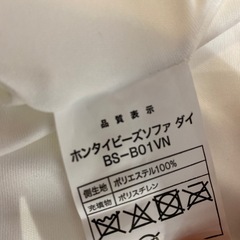 品質表示
ホンタイビーズソファ ダイ
BS-B01VN
側生地 ポリエステル100%
充填物 ポリスチレン